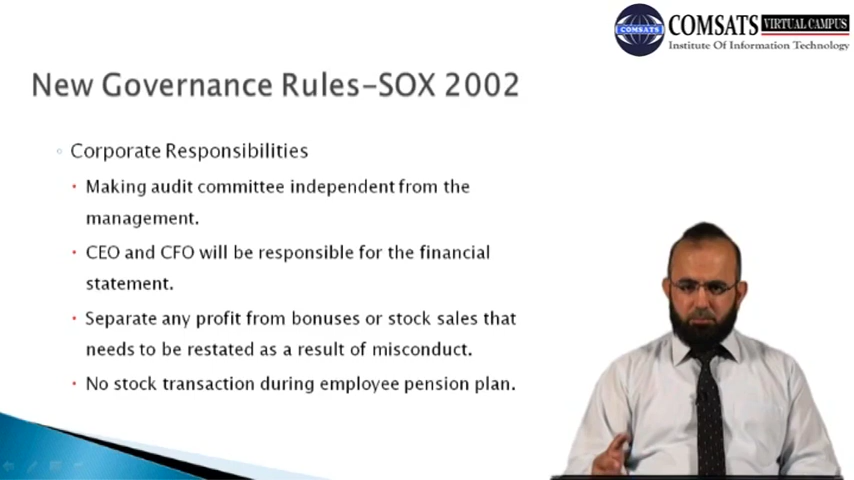 COMSATS VIRTUAL CAMPUS
COMSATS
Institute Of Information Technology
New Governance Rules-SOX 2002
Corporate Responsibilities
Making audit committee independent from the
management.
CEO and CFO will be responsible for the financial
statement.
Separate any profit from bonuses or stock sales that
needs to be restated as a result of misconduct.
No stock transaction during employee pension plan.